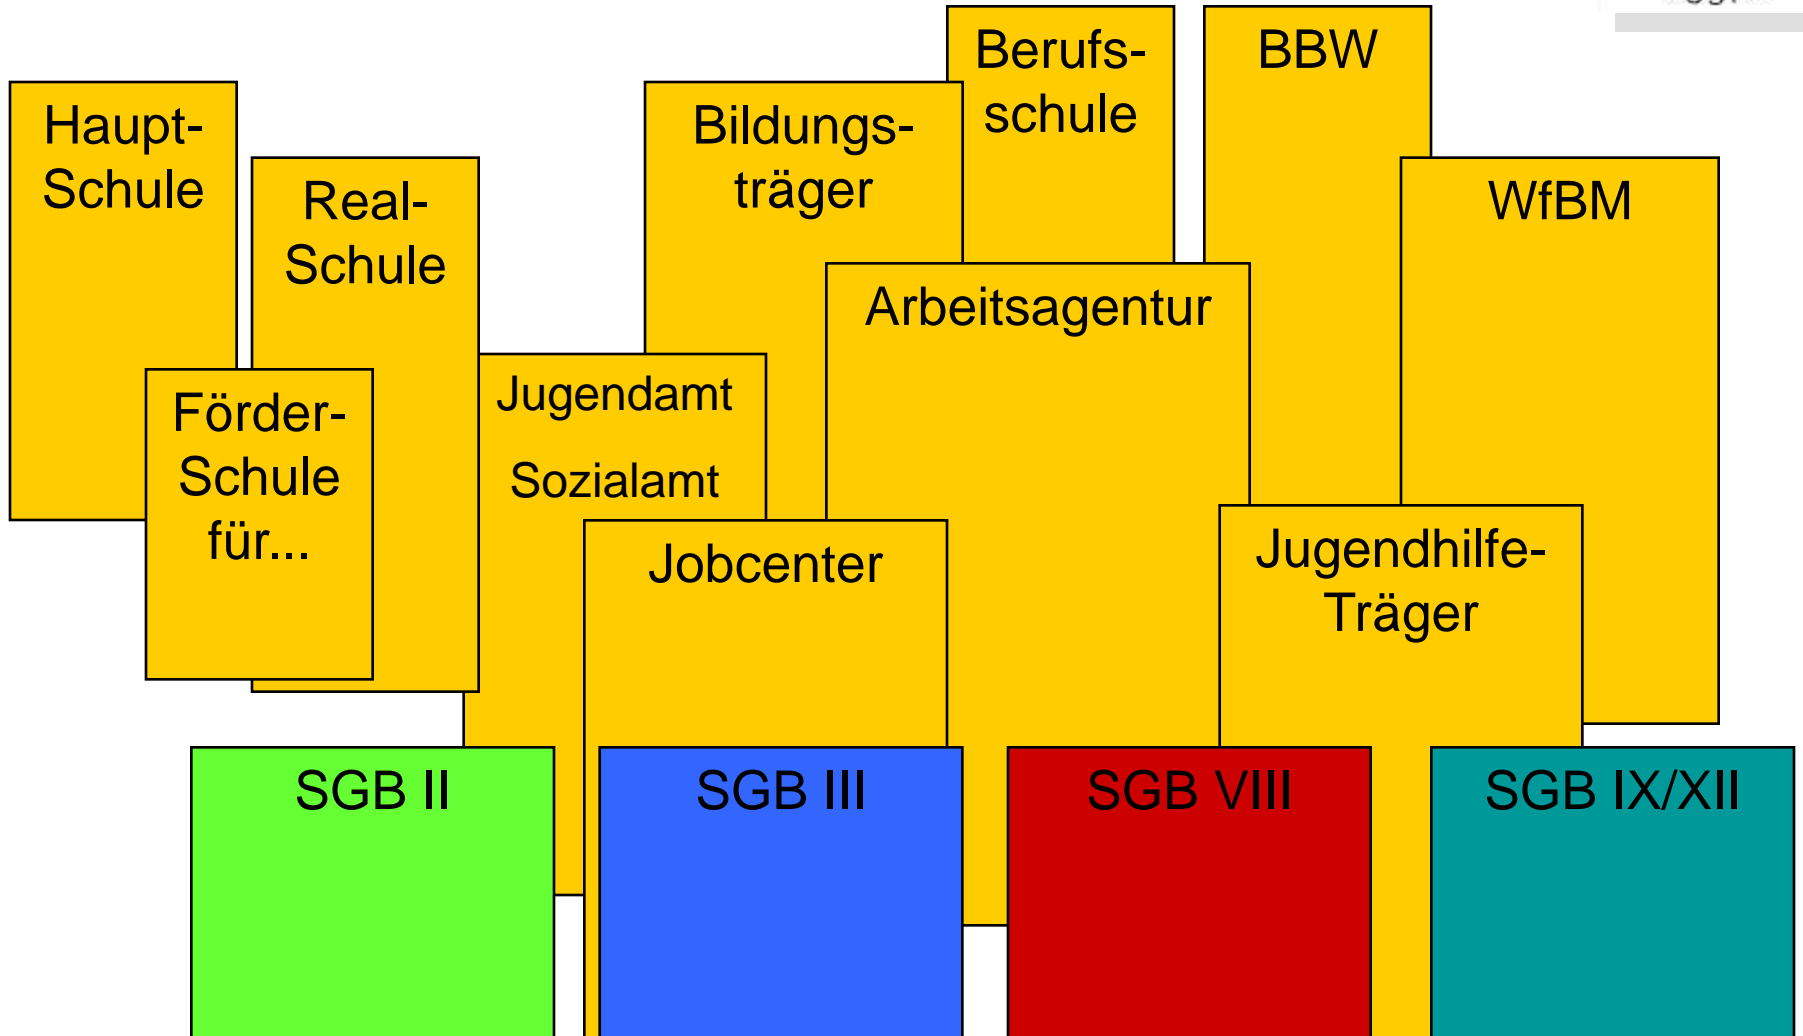 Berufs-
schule
BBW
Haupt-
Schule
Bildungs-
träger
Real-
Schule
WfBM
Arbeitsagentur
Förder-
Schule
für...
Jugendamt
Sozialamt
Jobcenter
Jugendhilfe-
Träger
SGB II
SGB III
SGB VIII
SGB IX/XII